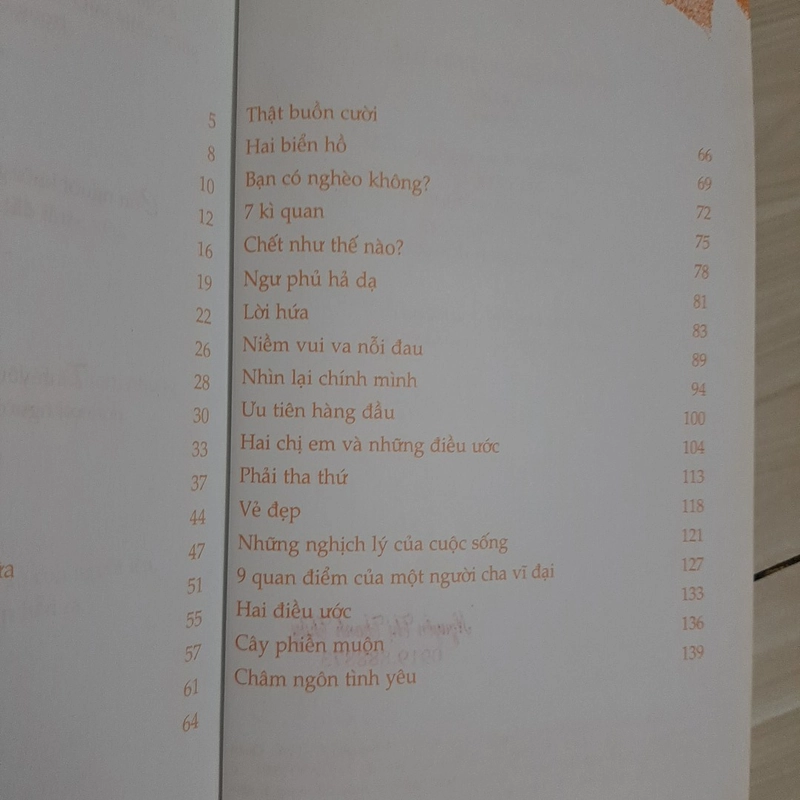 5
8
10
12
16
19
22
26
28
30
33
37
44
47
51
55
57
61
64
Thật buồn cười 66
Hai biển hồ 69
Bạn có nghèo không? 72
7 kì quan 75
Chết như thế nào? 78
Ngư phủ hả dạ 81
Lời hứa 83
Niềm vui va nỗi đau 89
Nhìn lại chính mình 94
Ưu tiên hàng đầu 100
Hai chị em và những điều ước 104
Phải tha thứ 113
Vẻ đẹp 118
Những nghịch lý của cuộc sống 121
9 quan điểm của một người cha vĩ đại 127
Hai điều ước 133
Cây phiền muộn 136
Châm ngôn tình yêu 139